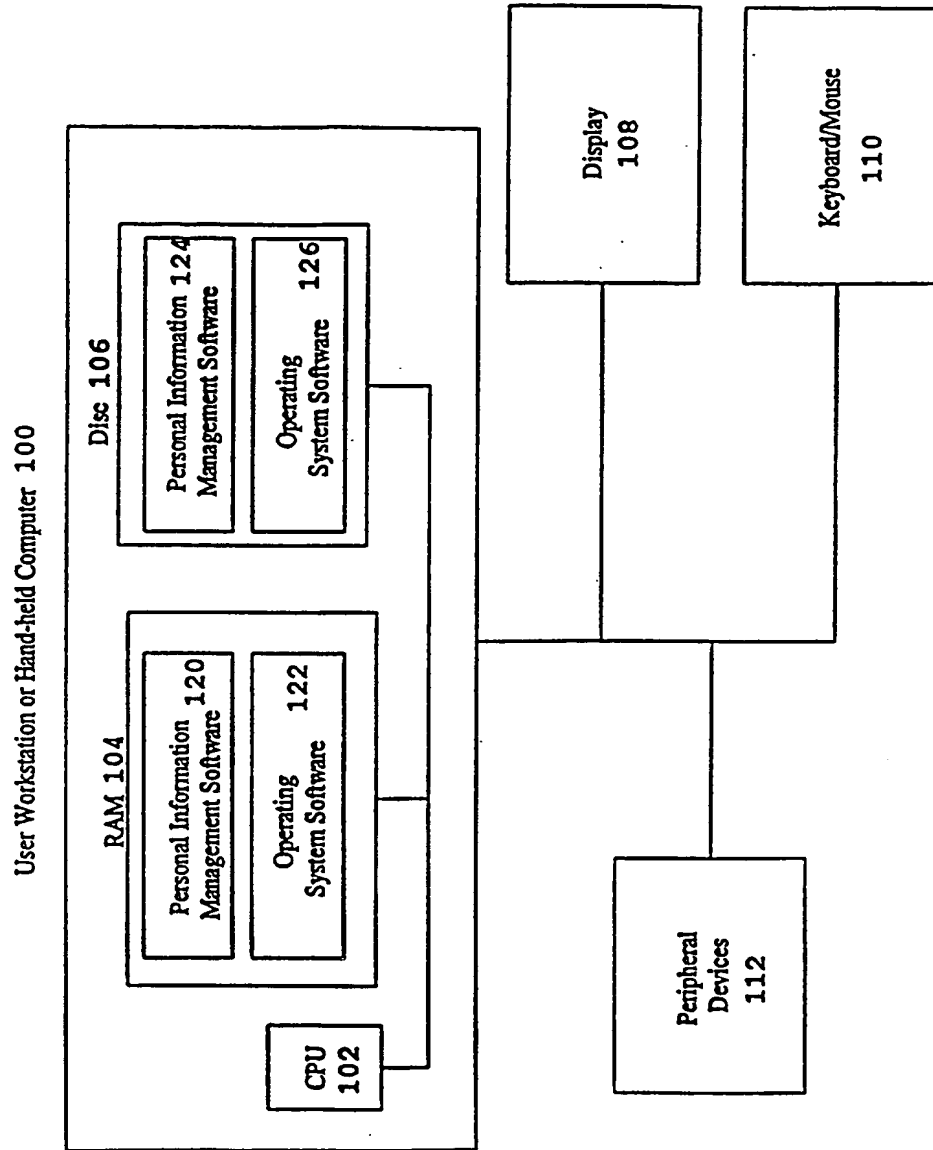 User Workstation or Hand-held Computer 100
RAM 104
Disc 106
CPU
102
Personal Information 120
Management Software
Operating 122
System Software
Personal Information 124
Management Software
Operating 126
System Software
Peripheral
Devices
112
Display
108
Keyboard/Mouse
110